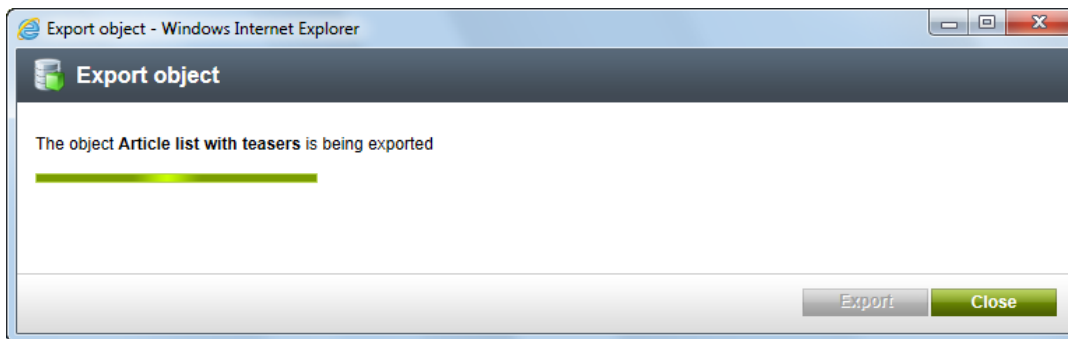 Export object - Windows Internet Explorer
Export object
The object Article list with teasers is being exported
Export
Close